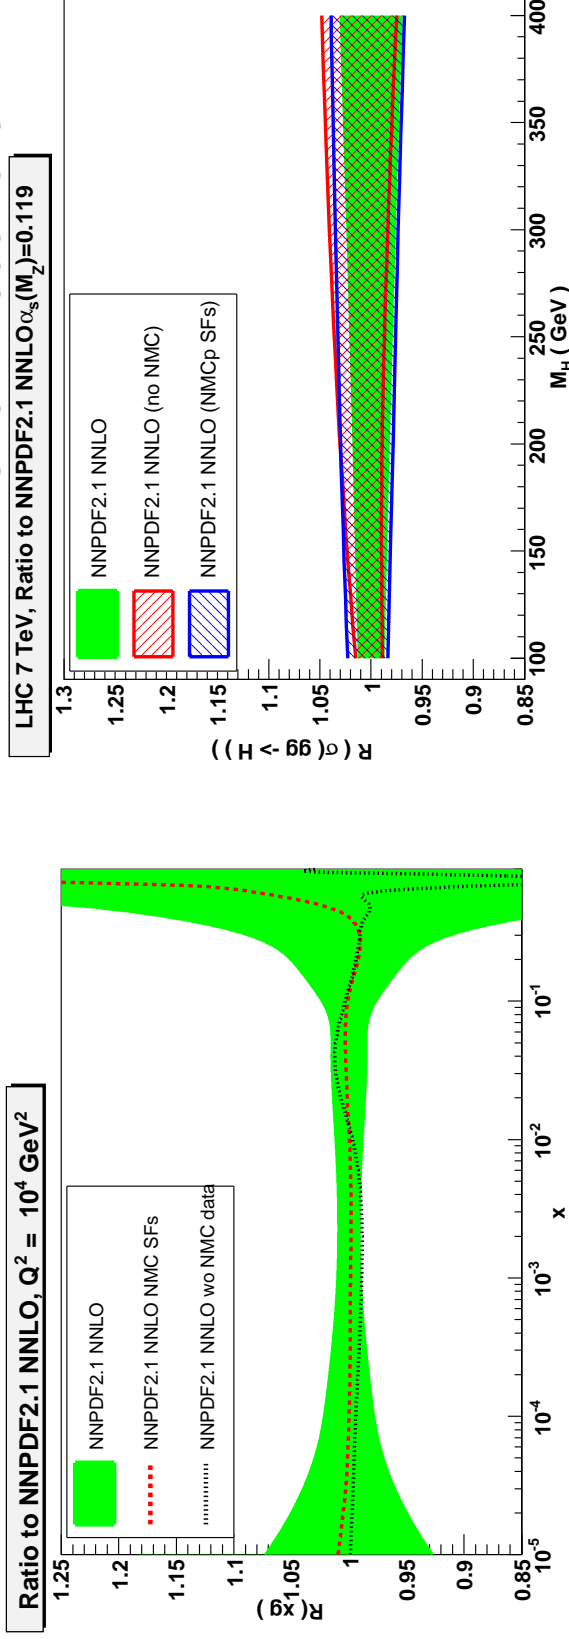 Ratio to NNPDF2.1 NNLO, Q² = 10⁴ GeV²
NNPDF2.1 NNLO
NNPDF2.1 NNLO NMC SFs
NNPDF2.1 NNLO wo NMC data
R ( xg )
1.25
1.2
1.15
1.1
1.05
1
0.95
0.9
0.85
10⁻⁵ 10⁻⁴ 10⁻³ 10⁻² 10⁻¹
x
LHC 7 TeV, Ratio to NNPDF2.1 NNLO αₛ(M_Z)=0.119
NNPDF2.1 NNLO
NNPDF2.1 NNLO (no NMC)
NNPDF2.1 NNLO (NMCp SFs)
R ( σ( gg -> H ) )
1.3
1.25
1.2
1.15
1.1
1.05
1
0.95
0.9
0.85
100 150 200 250 300 350 400
M_H ( GeV )